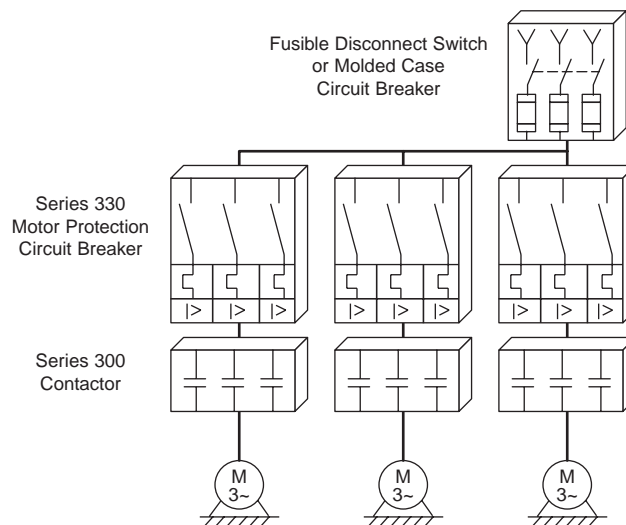 Fusible Disconnect Switch
or Molded Case
Circuit Breaker
Series 330
Motor Protection
Circuit Breaker
I> I> I> I> I> I> I> I> I>
Series 300
Contactor
M M M
3~ 3~ 3~